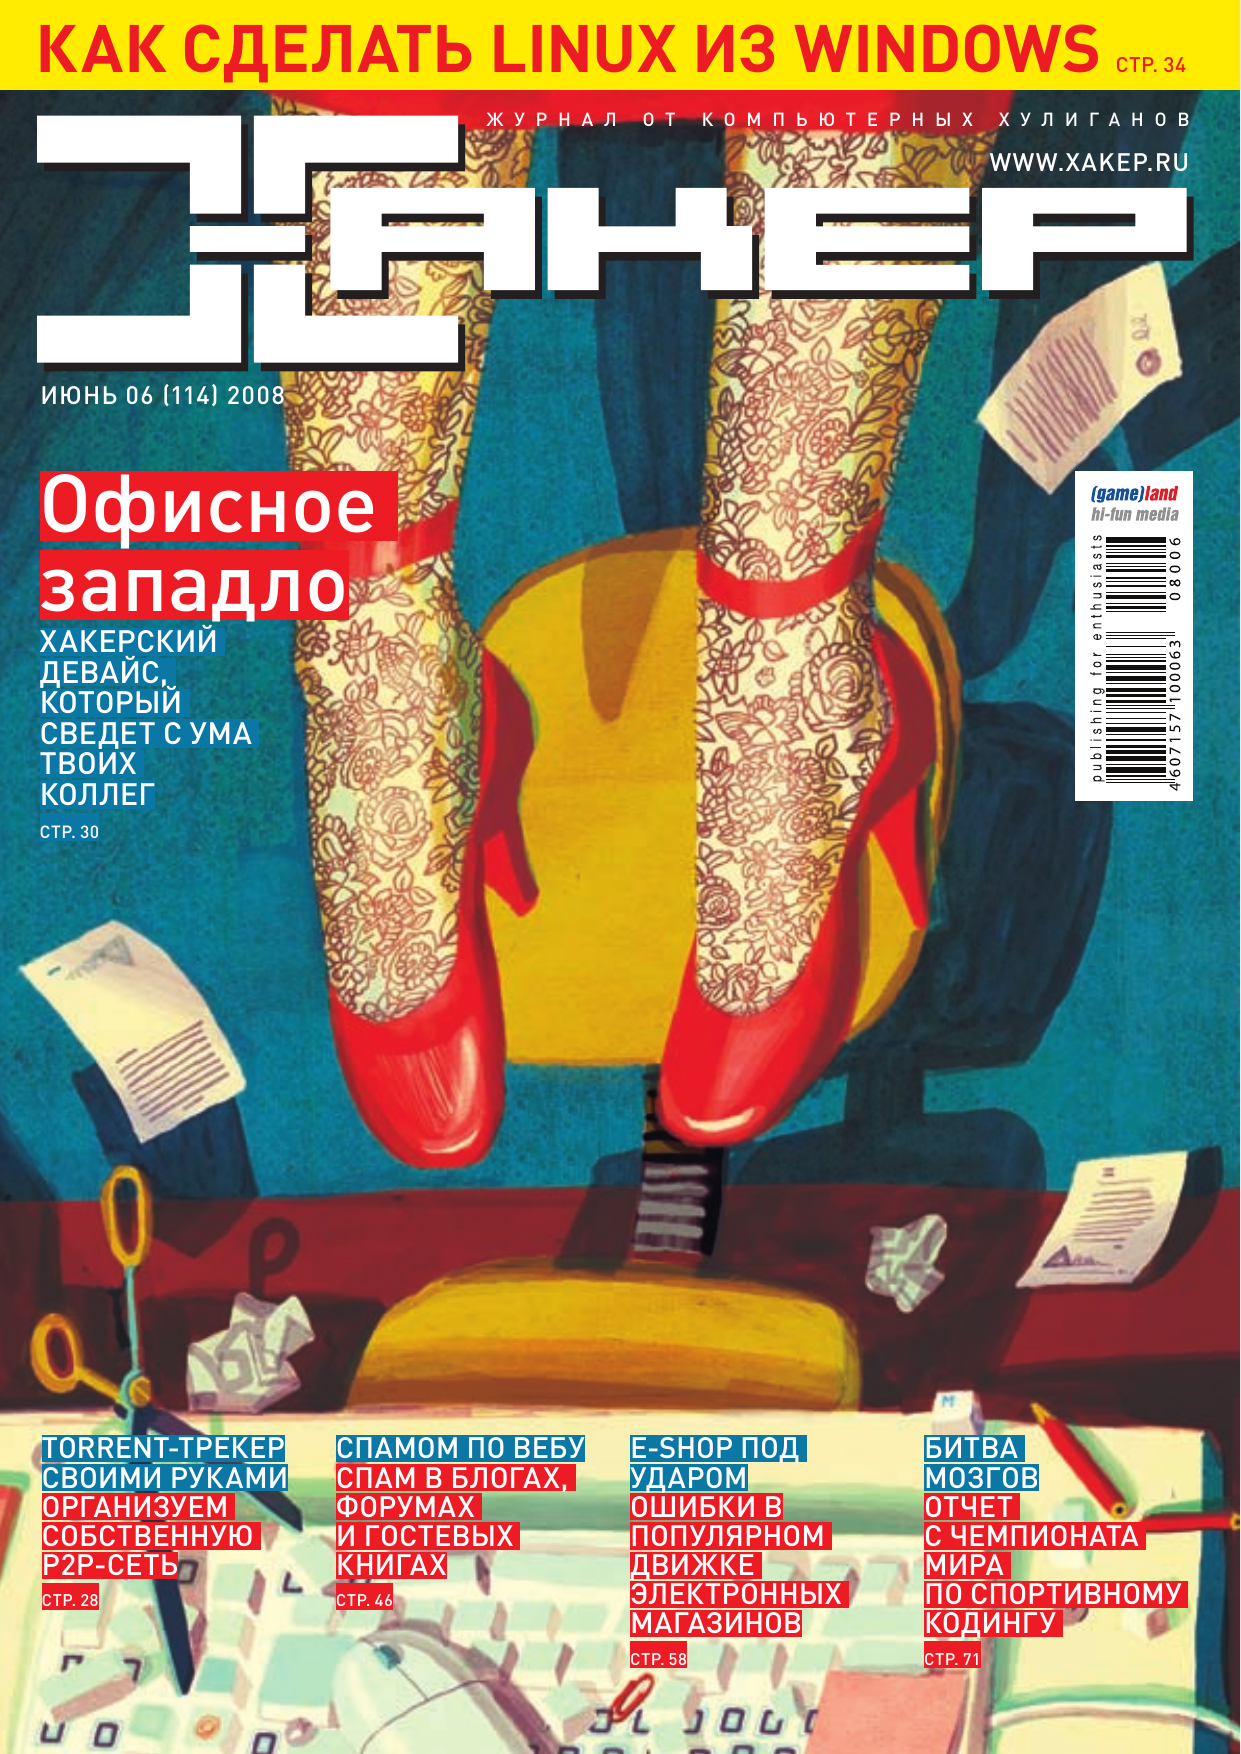 КАК СДЕЛАТЬ LINUX ИЗ WINDOWS СТР. 34
ЖУРНАЛ ОТ КОМПЬЮТЕРНЫХ ХУЛИГАНОВ
WWW.XAKEP.RU
ХАКЕР
ИЮНЬ 06 (114) 2008
Офисное
западло
ХАКЕРСКИЙ
ДЕВАЙС,
КОТОРЫЙ
СВЕДЕТ С УМА
ТВОИХ
КОЛЛЕГ
СТР. 30
(game)land
hi-fun media
publishing for enthusiasts
4 607157 100063
08006
TORRENT-ТРЕКЕР
СВОИМИ РУКАМИ
ОРГАНИЗУЕМ
СОБСТВЕННУЮ
P2P-СЕТЬ
СТР. 28
СПАМОМ ПО ВЕБУ
СПАМ В БЛОГАХ,
ФОРУМАХ
И ГОСТЕВЫХ
КНИГАХ
СТР. 46
E-SHOP ПОД
УДАРОМ
ОШИБКИ В
ПОПУЛЯРНОМ
ДВИЖКЕ
ЭЛЕКТРОННЫХ
МАГАЗИНОВ
СТР. 58
БИТВА
МОЗГОВ
ОТЧЕТ
С ЧЕМПИОНАТА
МИРА
ПО СПОРТИВНОМУ
КОДИНГУ
СТР. 71